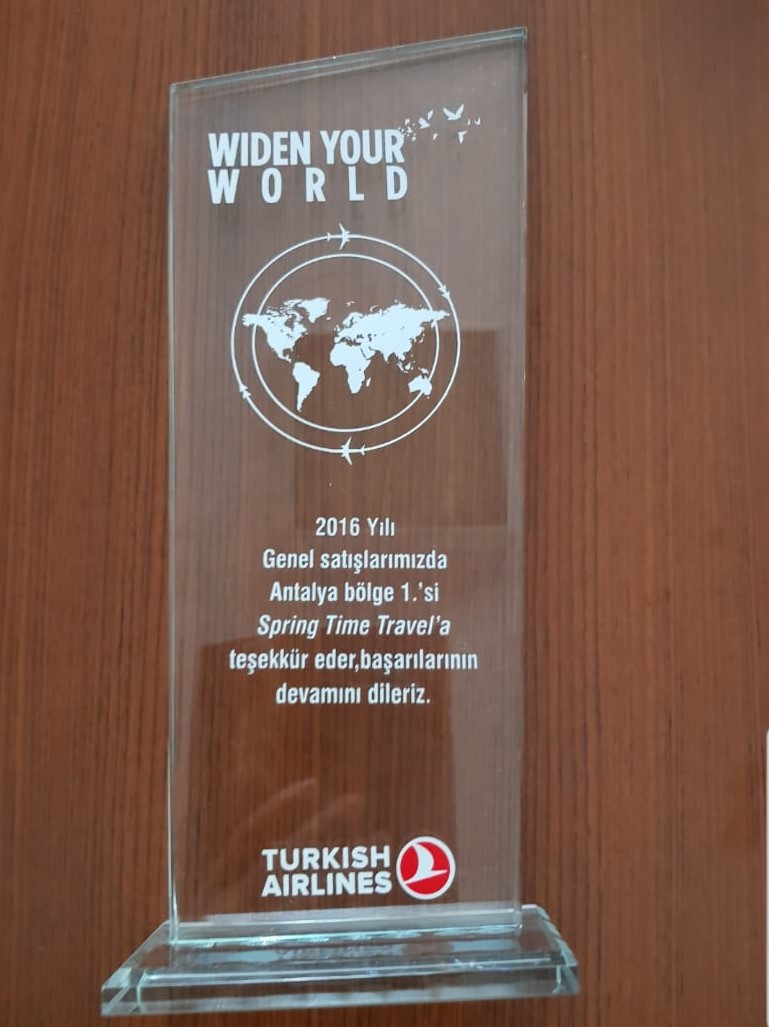 WIDEN YOUR
WORLD
2016 Yılı
Genel satışlarımızda
Antalya bölge 1.'si
Spring Time Travel'a
teşekkür eder,başarılarının
devamını dileriz.
TURKISH
AIRLINES